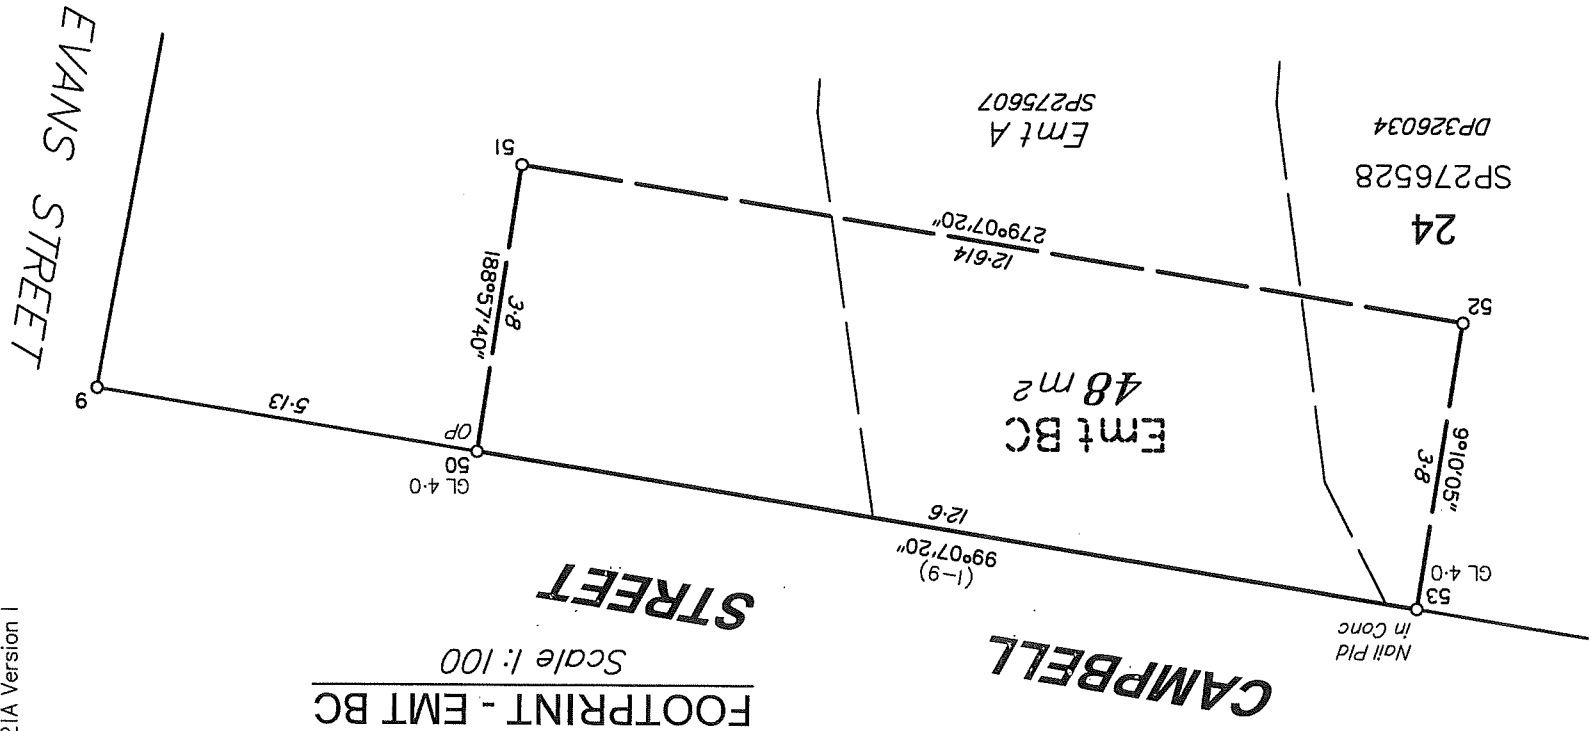 FOOTPRINT - EMT BC
Scale 1:100
CAMPBELL
STREET
Nail Pld
in Conc
53
GL 4·0
(1–9)
99°07'20"
12·6
GL 4·0
50
OP
5·13
9
9°10'05"
3·8
Emt BC
48 m²
3·8
188°57'40"
52
12·614
279°07'20"
51
24
SP276528
DP326034
Emt A
SP275607
EVANS STREET
21A Version 1